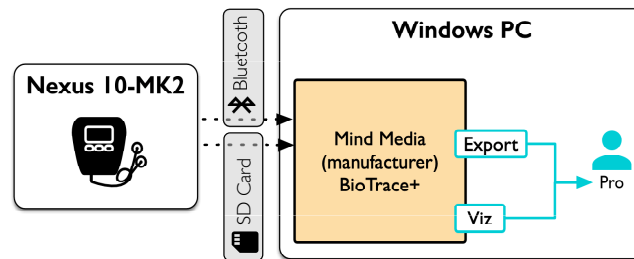 Windows PC
Nexus 10-MK2
Bluetooth
SD Card
Mind Media
(manufacturer)
BioTrace+
Export
Viz
Pro